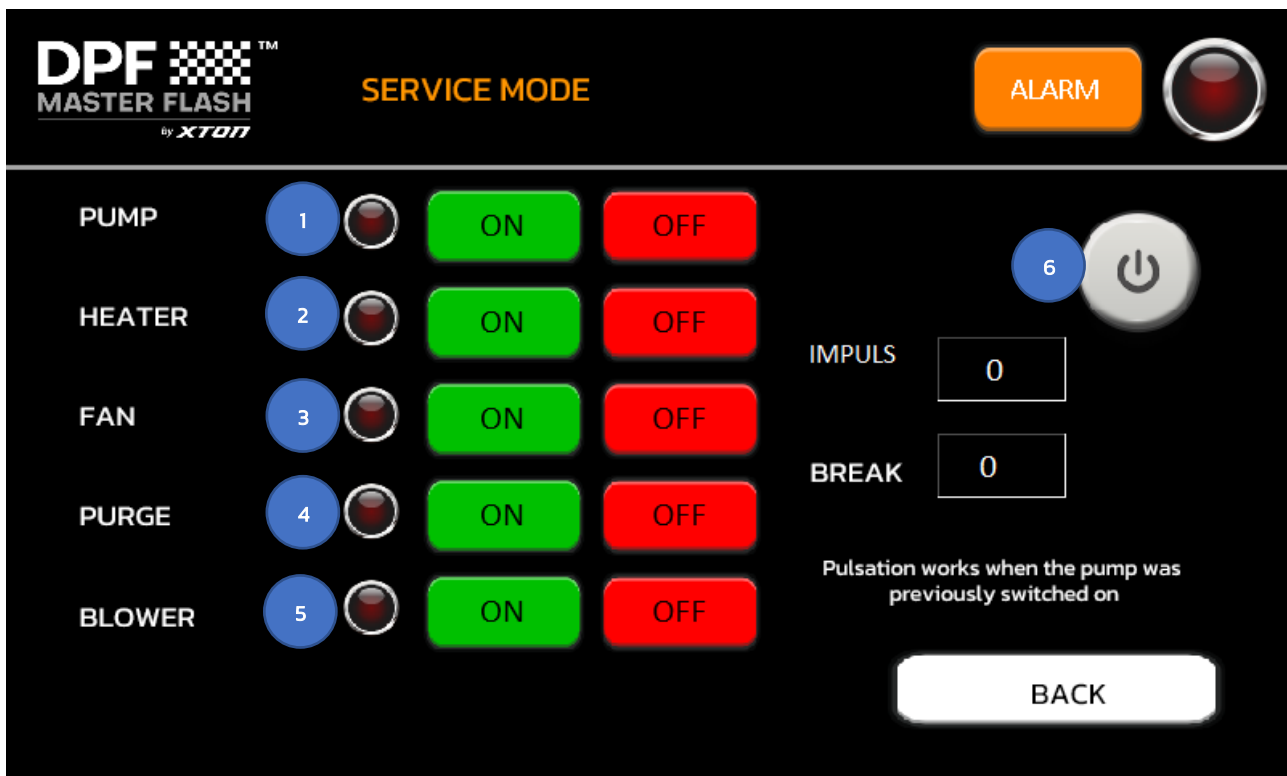 DPF ™
MASTER FLASH
by XTON
SERVICE MODE
ALARM
PUMP 1 ON OFF
6
HEATER 2 ON OFF
IMPULS 0
FAN 3 ON OFF
BREAK 0
PURGE 4 ON OFF
Pulsation works when the pump was
previously switched on
BLOWER 5 ON OFF
BACK